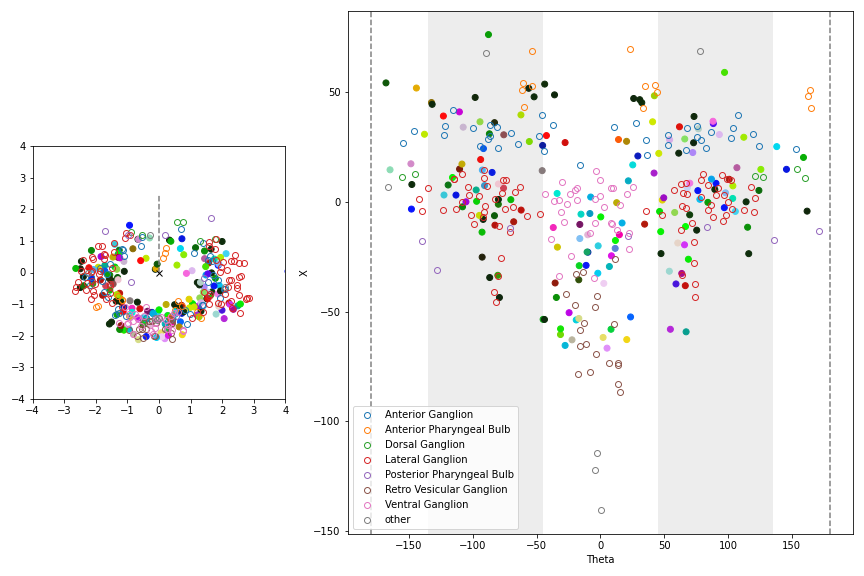 4
3
2
1
0
−1
−2
−3
−4
−4 −3 −2 −1 0 1 2 3 4
X
50
0
−50
−100
−150
Anterior Ganglion
Anterior Pharyngeal Bulb
Dorsal Ganglion
Lateral Ganglion
Posterior Pharyngeal Bulb
Retro Vesicular Ganglion
Ventral Ganglion
other
−150 −100 −50 0 50 100 150
Theta